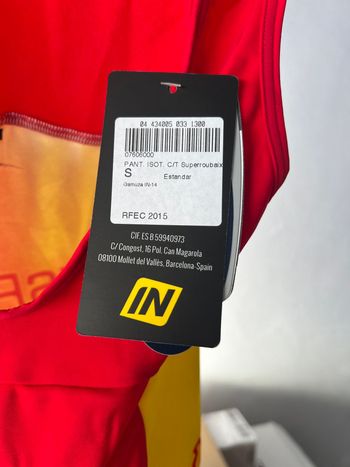 04 434005 033 1300
07606000
PANT. ISOT. C/T Superroubaix
S Estandar
Gamuza IN-14
RFEC 2015
CIF. ES B 59940973
C/ Congost, 16 Pol. Can Magarola
08100 Mollet del Vallès, Barcelona-Spain
IN